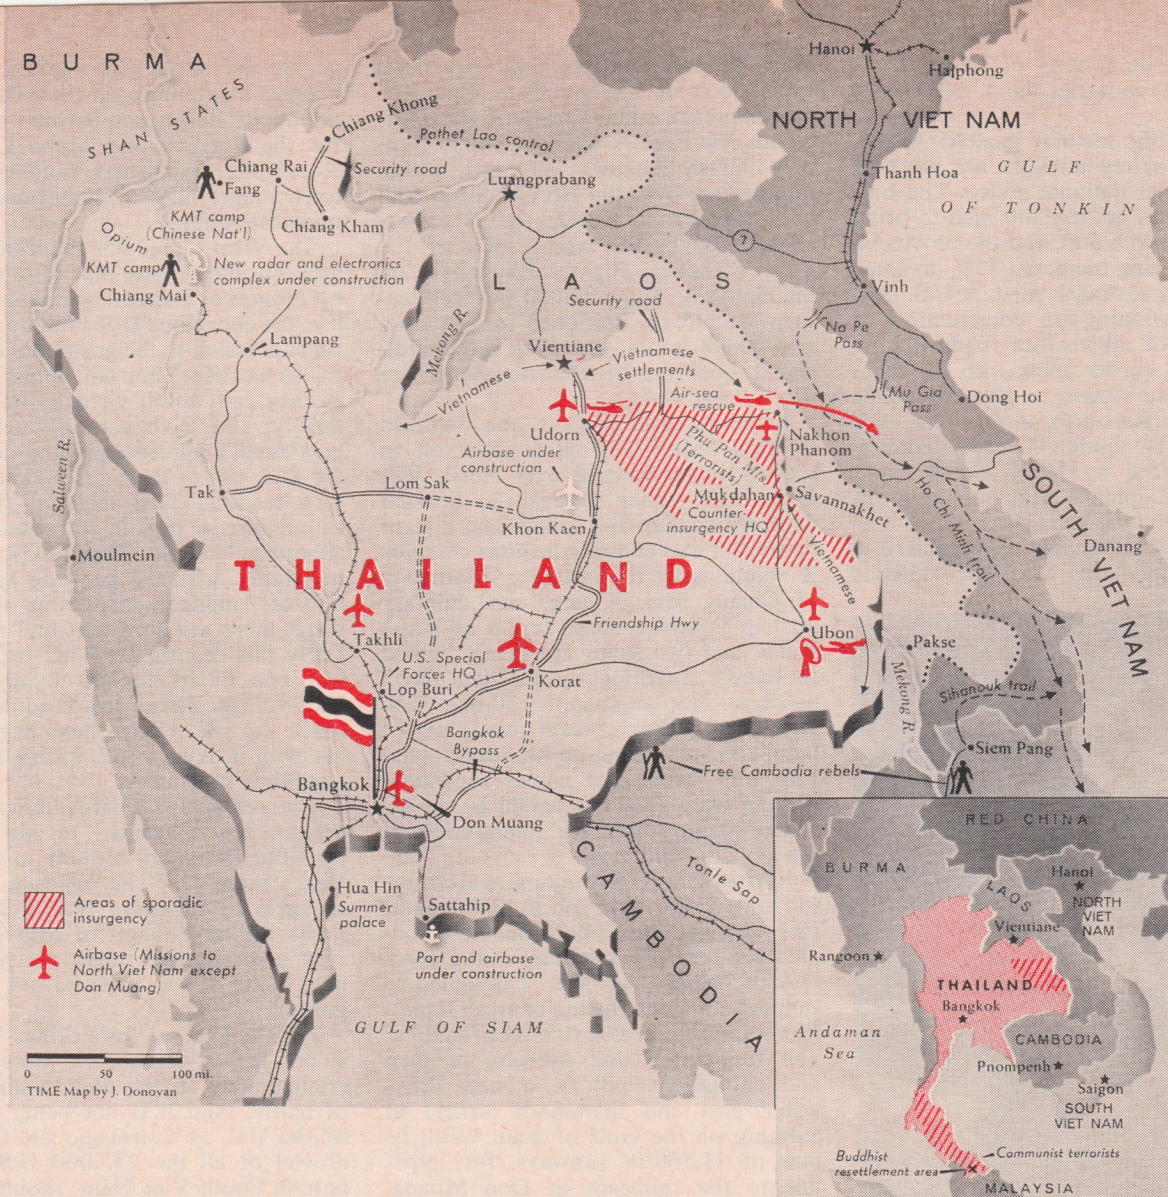 BURMA
SHAN STATES
Chiang Khong
Pathet Lao control
Security road
Chiang Rai
Fang
KMT camp
(Chinese Nat'l)
Chiang Kham
Opium
KMT camp
New radar and electronics
complex under construction
Chiang Mai
Lampang
Luangprabang
Hanoi
Haiphong
NORTH VIET NAM
Thanh Hoa
GULF
OF TONKIN
7
Vinh
LAOS
Security road
Na Pe
Pass
Mekong R.
Vientiane
Vietnamese
settlements
Vietnamese
Air-sea
rescue
Mu Gia
Pass
Dong Hoi
Udorn
Nakhon
Phanom
Phu Pan Mts.
(Terrorists)
Airbase under
construction
Salween R.
Tak
Lom Sak
Mukdahan
Savannakhet
Counter-
insurgency HQ
Khon Kaen
Ho Chi Minh trail
SOUTH VIET NAM
Danang
Moulmein
THAILAND
Vietnamese
Friendship Hwy
Takhli
Ubon
Pakse
U.S. Special
Forces HQ
Lop Buri
Korat
Mekong R.
Sihanouk trail
Bangkok
Bypass
Siem Pang
Free Cambodia rebels
Bangkok
Don Muang
CAMBODIA
Tonle Sap
Hua Hin
Summer
palace
Sattahip
Port and airbase
under construction
GULF OF SIAM
Areas of sporadic
insurgency
Airbase (Missions to
North Viet Nam except
Don Muang)
0 50 100 mi.
TIME Map by J. Donovan
RED CHINA
BURMA
Hanoi
LAOS
NORTH
VIET
NAM
Vientiane
Rangoon
THAILAND
Bangkok
Andaman
Sea
CAMBODIA
Pnompenh
Saigon
SOUTH
VIET NAM
Buddhist
resettlement area
Communist terrorists
MALAYSIA